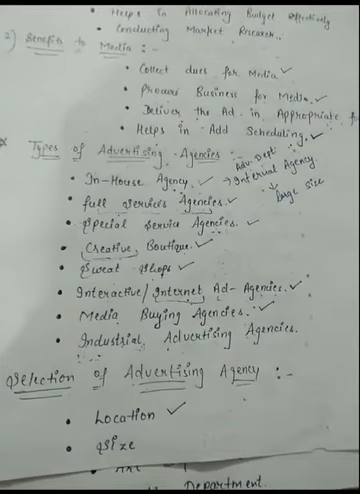 • Helps in Allocating Budget effectively
• Conducting Market Research.
2) Benefits to Media :-
• Collect dues for Media ✓
• Procure Business for Media. ✓
• Deliver the Ad. in Appropriate
• Helps in Add Scheduling. ✓
Types of Advertising Agencies :-
Adv. Dept
• In-House Agency. ✓ → Internal Agency.
↓
Large Size
• full services Agencies. ✓
• Special Service Agencies. ✓
• Creative Boutique. ✓
• Sweat Shops ✓
• Interactive/Internet Ad-Agencies. ✓
• Media Buying Agencies. ✓
• Industrial Advertising Agencies.
Selection of Advertising Agency :-
• Location ✓
• Size
• Art
Department.